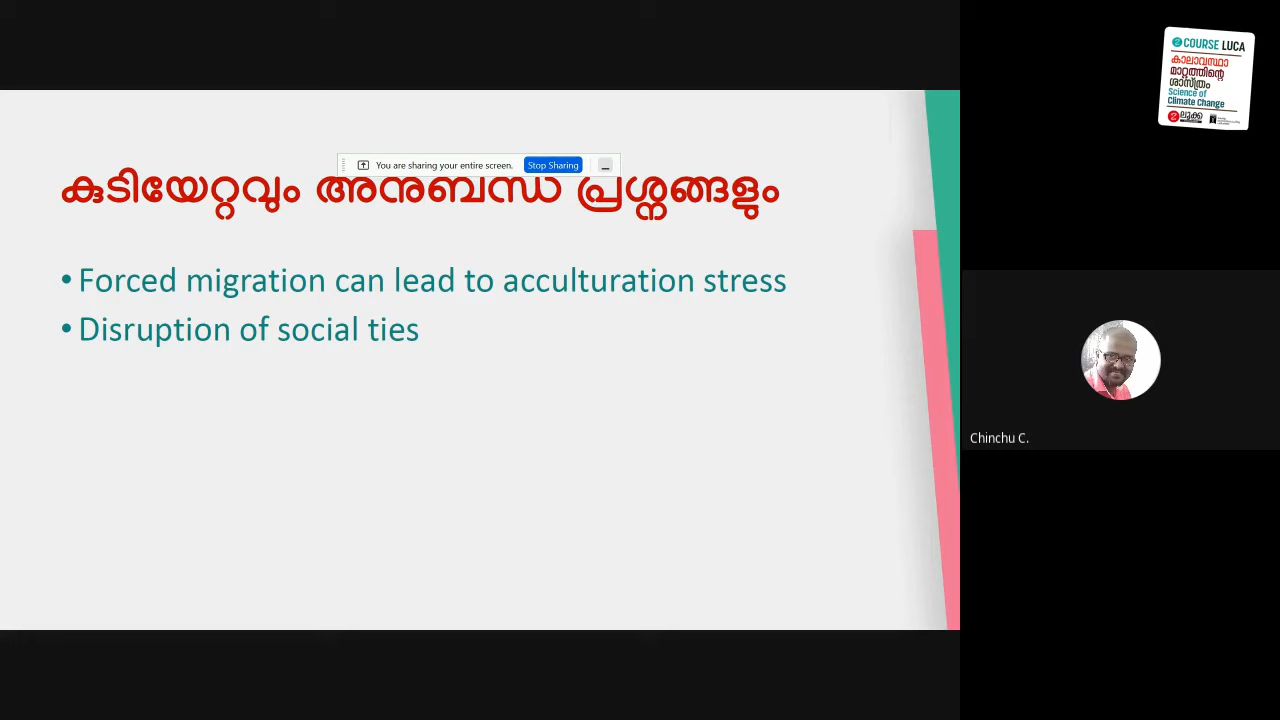 COURSE LUCA
കാലാവസ്ഥാ
മാറ്റത്തിന്റെ
ശാസ്ത്രം
Science of
Climate Change
ലൂക്ക
You are sharing your entire screen.
Stop Sharing
കുടിയേറ്റവും അനുബന്ധ പ്രശ്നങ്ങളും
• Forced migration can lead to acculturation stress
• Disruption of social ties
Chinchu C.